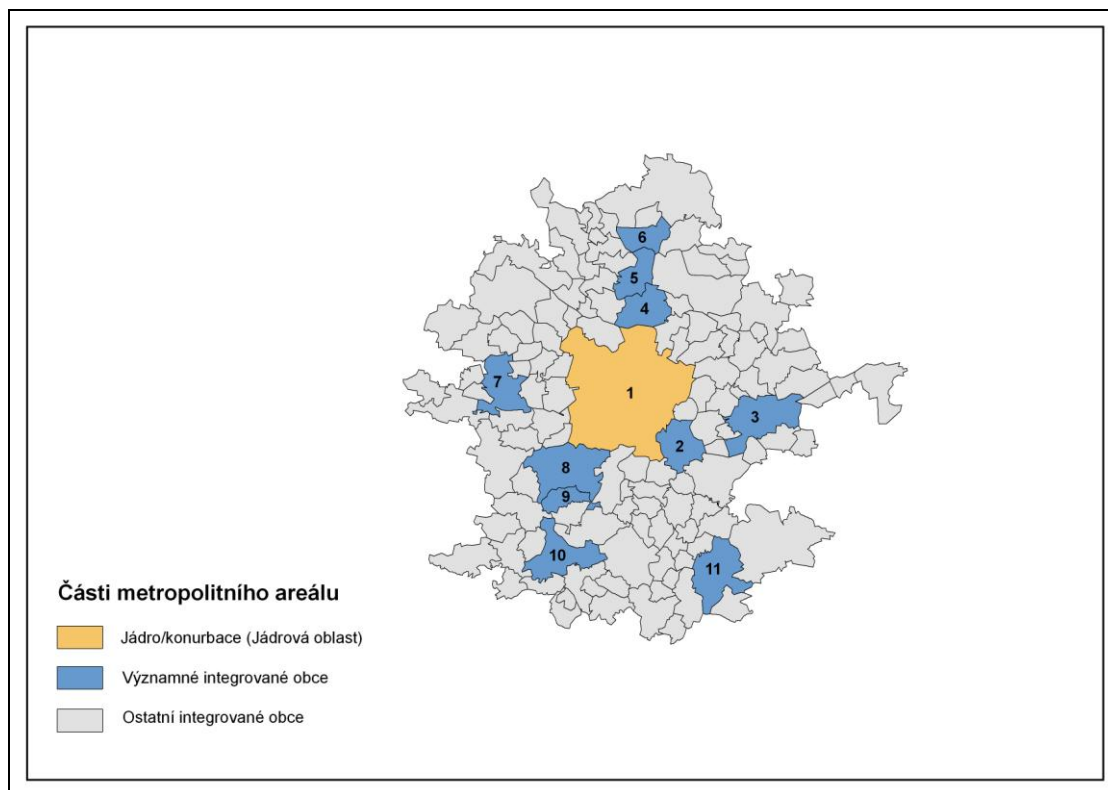 6
5
4
7
1
3
2
8
9
10
11
Části metropolitního areálu
Jádro/konurbace (Jádrová oblast)
Významné integrované obce
Ostatní integrované obce